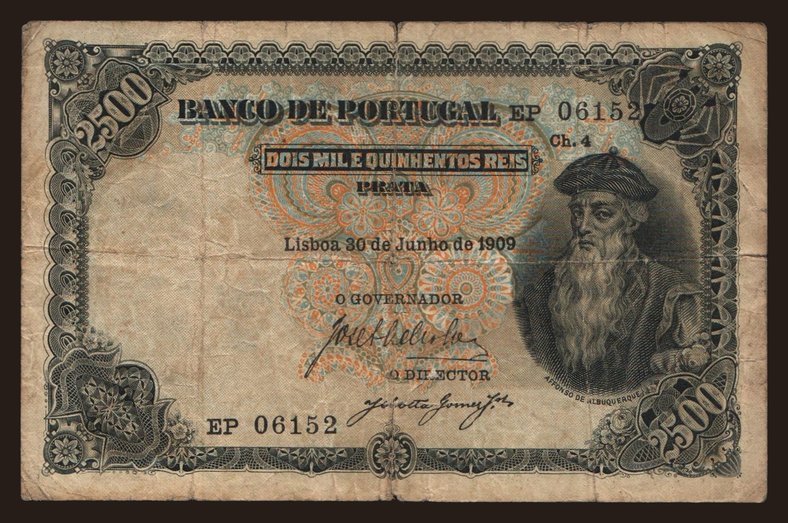 2500
BANCO DE PORTUGAL EP 06152
Ch. 4
DOIS MIL E QUINHENTOS REIS
PRATA
Lisboa 30 de Junho de 1909
O GOVERNADOR
O DIRECTOR
AFFONSO DE ALBUQUERQUE
EP 06152
2500